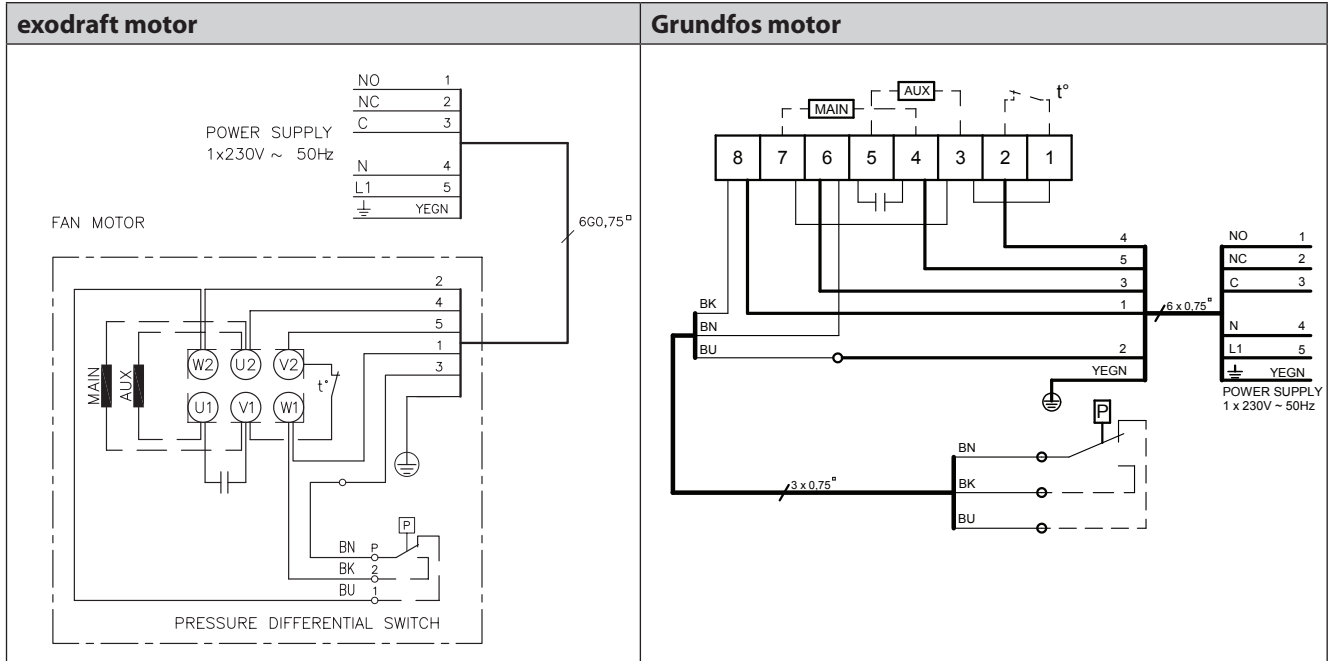 exodraft motor
NO 1
NC 2
C 3
POWER SUPPLY
1x230V ~ 50Hz
N 4
L1 5
YEGN
6G0,75▫
FAN MOTOR
2
4
5
1
3
MAIN
AUX
W2 U2 V2
t°
U1 V1 W1
P
BN P
BK 2
BU 1
PRESSURE DIFFERENTIAL SWITCH
Grundfos motor
AUX
MAIN
t°
8 7 6 5 4 3 2 1
4
5
3
1
2
YEGN
BK
BN
BU
6 x 0,75▫
NO 1
NC 2
C 3
N 4
L1 5
YEGN
POWER SUPPLY
1 x 230V ~ 50Hz
P
BN
BK
BU
3 x 0,75▫